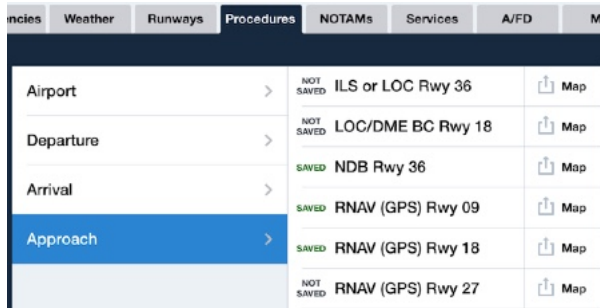 ncies Weather Runways Procedures NOTAMs Services A/FD M
Airport
Departure
Arrival
Approach
NOT SAVED ILS or LOC Rwy 36 Map
NOT SAVED LOC/DME BC Rwy 18 Map
SAVED NDB Rwy 36 Map
SAVED RNAV (GPS) Rwy 09 Map
SAVED RNAV (GPS) Rwy 18 Map
NOT SAVED RNAV (GPS) Rwy 27 Map